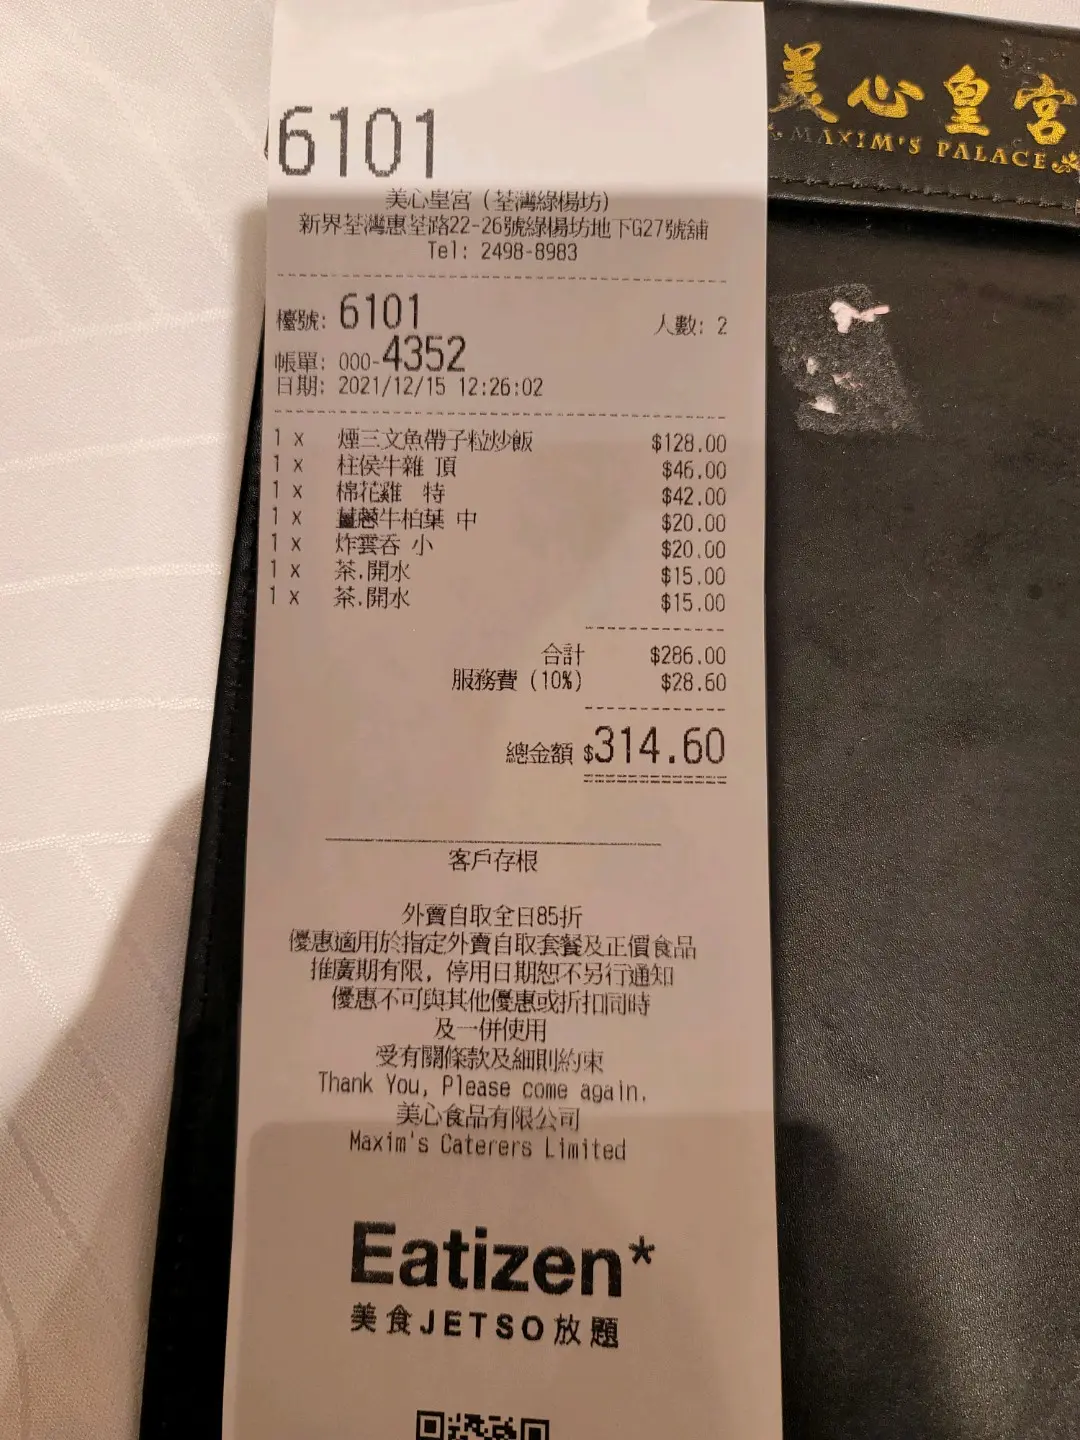 美心皇宮
MAXIM'S PALACE
6101
美心皇宮 (荃灣綠楊坊)
新界荃灣惠荃路22-26號綠楊坊地下G27號舖
Tel: 2498-8983
檯號: 6101 人數: 2
帳單: 000-4352
日期: 2021/12/15 12:26:02
1 x 煙三文魚帶子粒炒飯 $128.00
1 x 柱侯牛雜 頂 $46.00
1 x 棉花雞 特 $42.00
1 x 薑蔥牛柏葉 中 $20.00
1 x 炸雲吞 小 $20.00
1 x 茶.開水 $15.00
1 x 茶.開水 $15.00
合計 $286.00
服務費 (10%) $28.60
總金額 $314.60
客戶存根
外賣自取全日85折
優惠適用於指定外賣自取套餐及正價食品
推廣期有限, 停用日期恕不另行通知
優惠不可與其他優惠或折扣同時
及一併使用
受有關條款及細則約束
Thank You, Please come again.
美心食品有限公司
Maxim's Caterers Limited
Eatizen*
美食JETSO放題